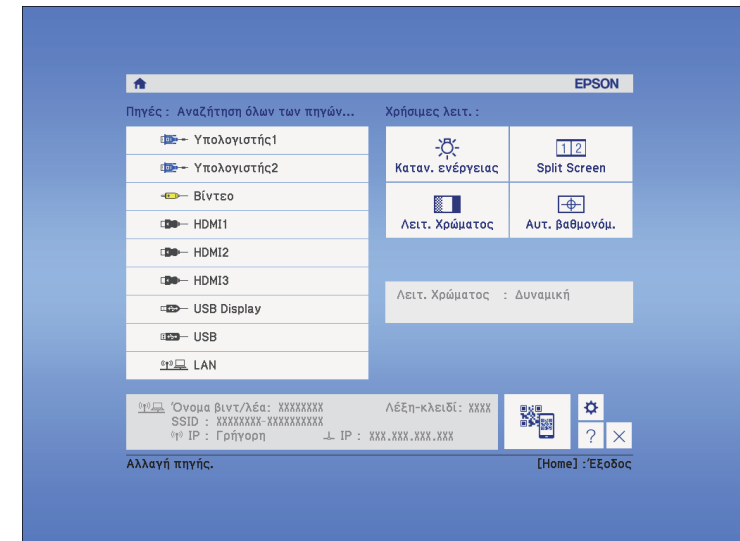 EPSON
Πηγές : Αναζήτηση όλων των πηγών...
Υπολογιστής1
Υπολογιστής2
Βίντεο
HDMI1
HDMI2
HDMI3
USB Display
USB
LAN
Χρήσιμες λειτ. :
Καταν. ενέργειας
1 2
Split Screen
Λειτ. Χρώματος
Αυτ. βαθμονόμ.
Λειτ. Χρώματος : Δυναμική
Όνομα βιντ/λέα: XXXXXXXX Λέξη-κλειδί: XXXX
SSID : XXXXXXXX-XXXXXXXXXX
IP : Γρήγορη IP : XXX.XXX.XXX.XXX
?
Αλλαγή πηγής. [Home] :Έξοδος